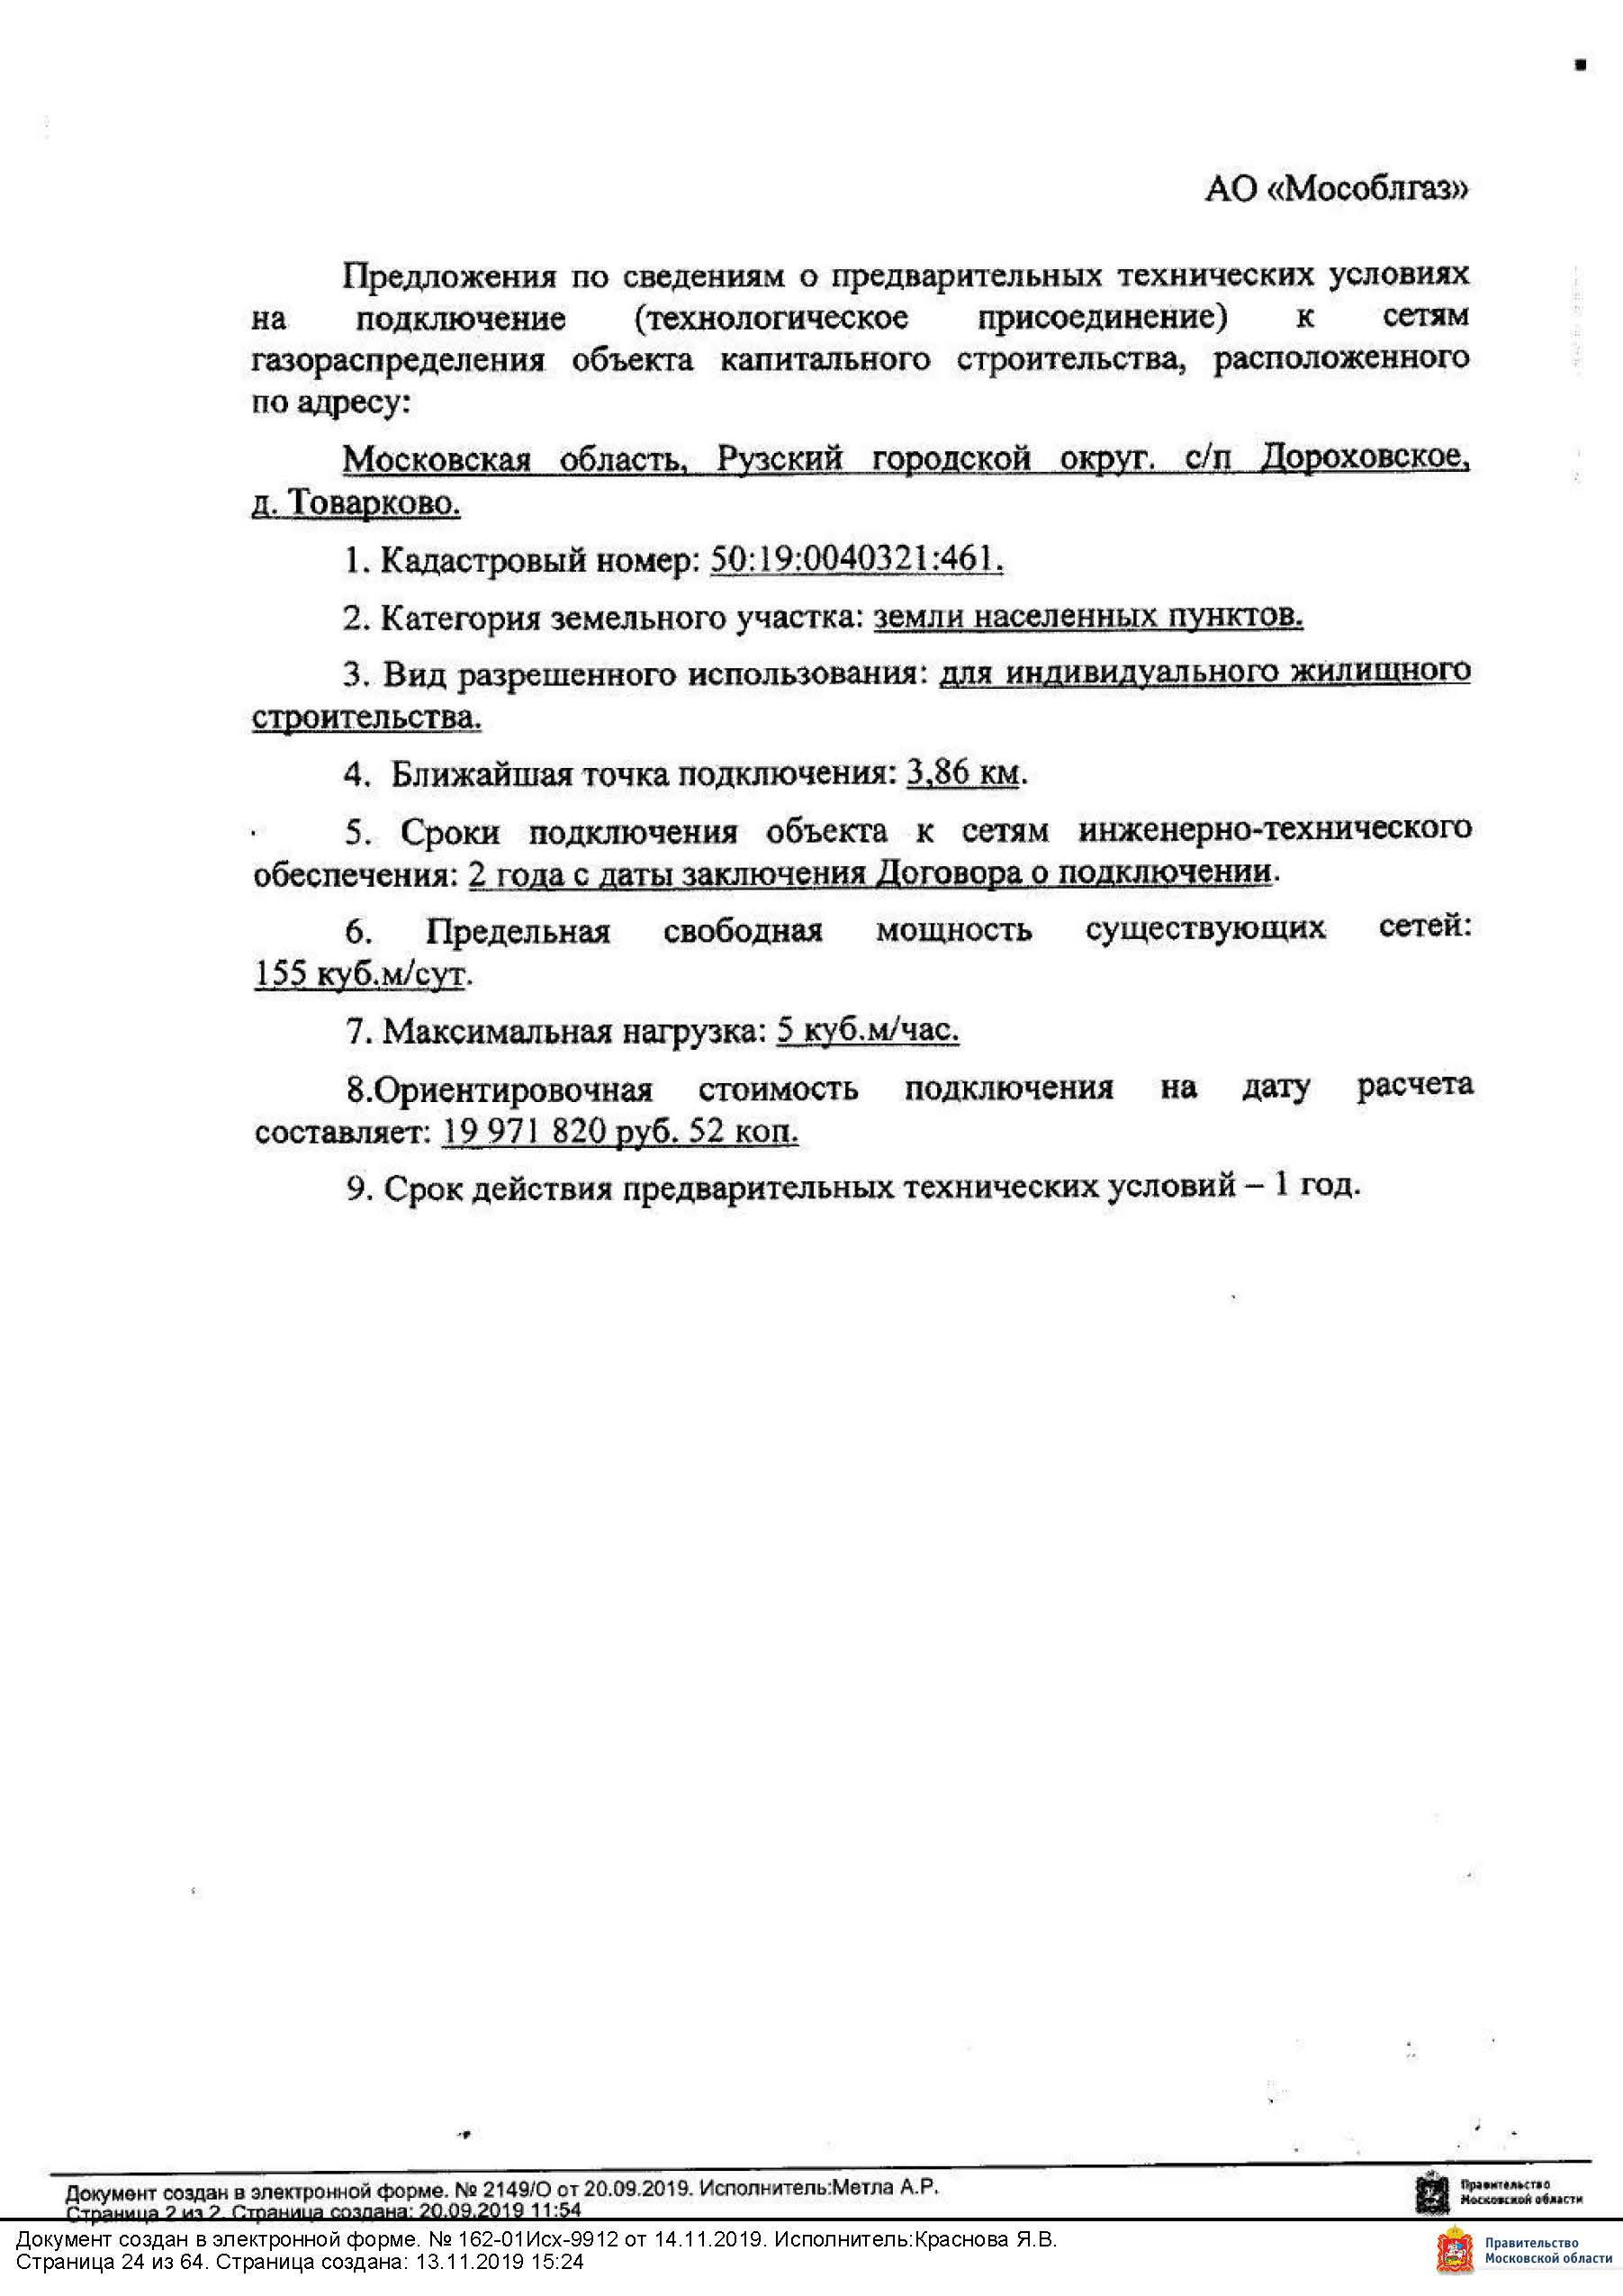 АО «Мособлгаз»
Предложения по сведениям о предварительных технических условиях
на подключение (технологическое присоединение) к сетям
газораспределения объекта капитального строительства, расположенного
по адресу:
Московская область, Рузский городской округ. с/п Дороховское,
д. Товарково.
1. Кадастровый номер: 50:19:0040321:461.
2. Категория земельного участка: земли населенных пунктов.
3. Вид разрешенного использования: для индивидуального жилищного
строительства.
4. Ближайшая точка подключения: 3,86 км.
5. Сроки подключения объекта к сетям инженерно-технического
обеспечения: 2 года с даты заключения Договора о подключении.
6. Предельная свободная мощность существующих сетей:
155 куб.м/сут.
7. Максимальная нагрузка: 5 куб.м/час.
8.Ориентировочная стоимость подключения на дату расчета
составляет: 19 971 820 руб. 52 коп.
9. Срок действия предварительных технических условий – 1 год.
Документ создан в электронной форме. № 2149/О от 20.09.2019. Исполнитель:Метла А.Р.
Страница 2 из 2. Страница создана: 20.09.2019 11:54
Правительство
Московской области
Документ создан в электронной форме. № 162-01Исх-9912 от 14.11.2019. Исполнитель:Краснова Я.В.
Страница 24 из 64. Страница создана: 13.11.2019 15:24
Правительство
Московской области